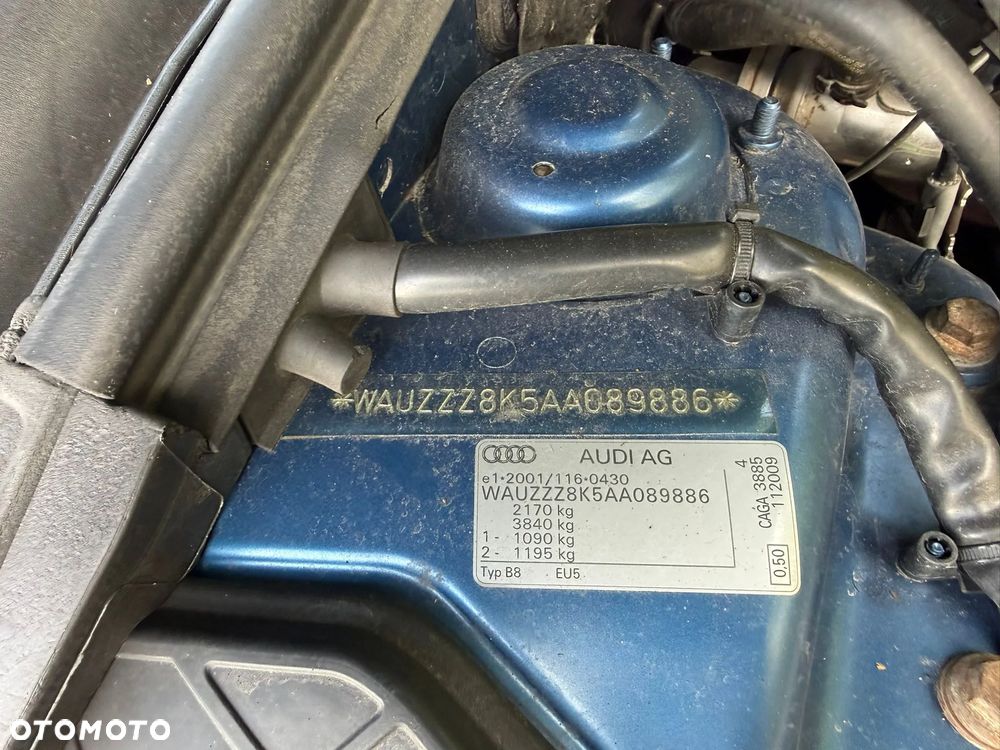 *WAUZZZ8K5AA089886*
AUDI AG
e1*2001/116*0430
WAUZZZ8K5AA089886
2170 kg
3840 kg
1 - 1090 kg
2 - 1195 kg
Typ B8 EU5
4
CAGA 3885
112009
0,50
OTOMOTO